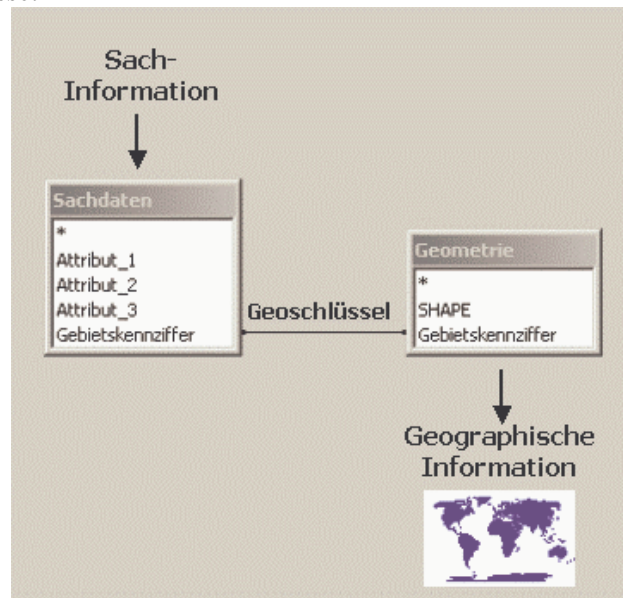 Sach-
Information
Sachdaten
*
Attribut_1
Attribut_2
Attribut_3
Gebietskennziffer
Geoschlüssel
Geometrie
*
SHAPE
Gebietskennziffer
Geographische
Information